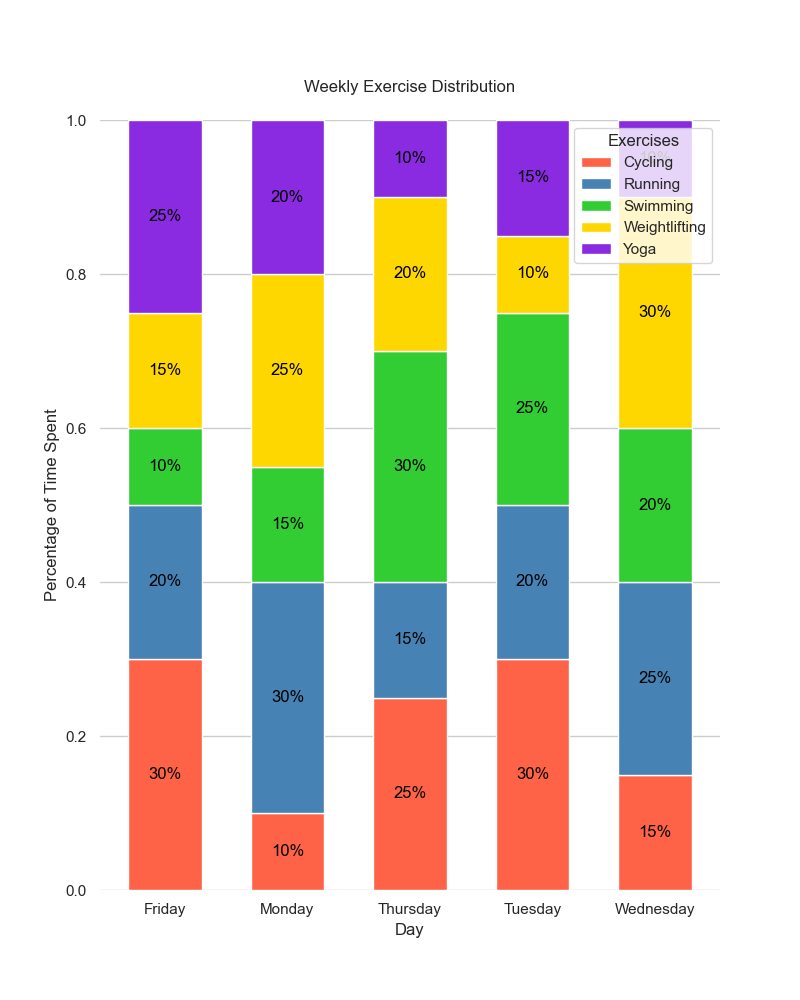 Weekly Exercise Distribution
Exercises
Cycling
Running
Swimming
Weightlifting
Yoga
Percentage of Time Spent
1.0
0.8
0.6
0.4
0.2
0.0
25%
15%
10%
20%
30%
20%
25%
15%
30%
10%
10%
20%
30%
15%
25%
15%
10%
25%
20%
30%
30%
20%
25%
15%
Friday
Monday
Thursday
Tuesday
Wednesday
Day